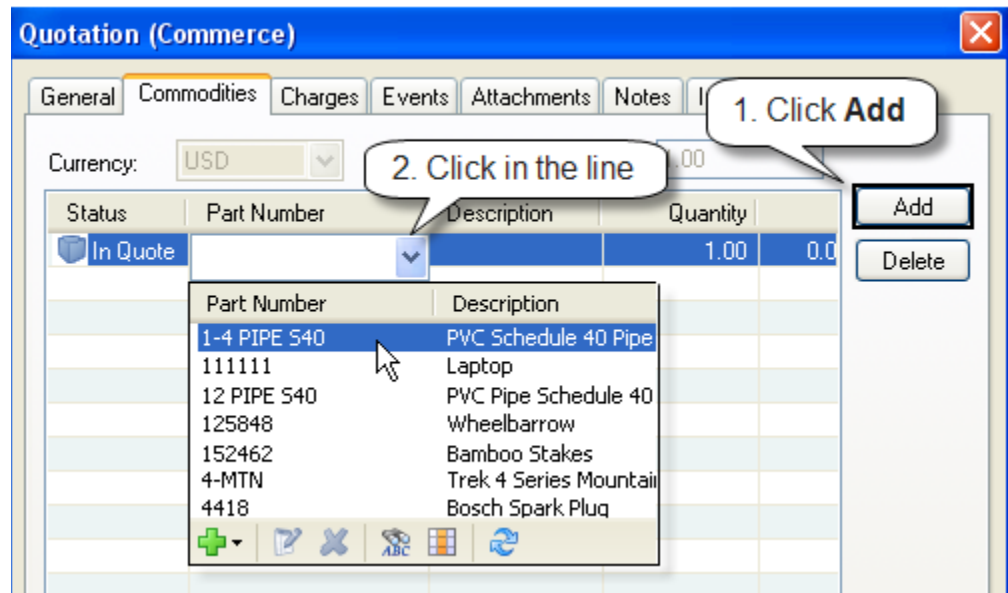 Quotation (Commerce)
General Commodities Charges Events Attachments Notes
1. Click Add
Currency: USD .00
2. Click in the line
Status Part Number Description Quantity
Add
In Quote 1.00 0.0
Delete
Part Number Description
1-4 PIPE S40 PVC Schedule 40 Pipe
111111 Laptop
12 PIPE S40 PVC Pipe Schedule 40
125848 Wheelbarrow
152462 Bamboo Stakes
4-MTN Trek 4 Series Mountain
4418 Bosch Spark Plug
ABC